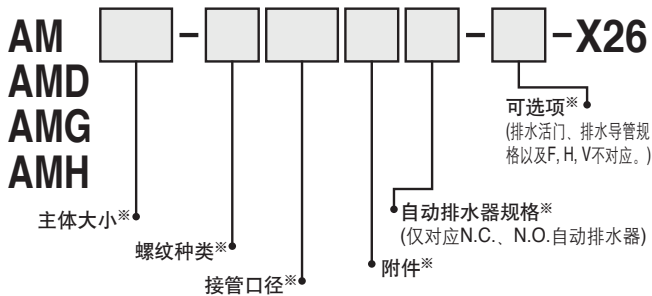 AM - - -X26
AMD
AMG
AMH
可选项※
(排水活门、排水导管规
格以及F, H, V不对应。)
主体大小※
自动排水器规格※
(仅对应N.C.、N.O.自动排水器)
螺纹种类※
附件※
接管口径※